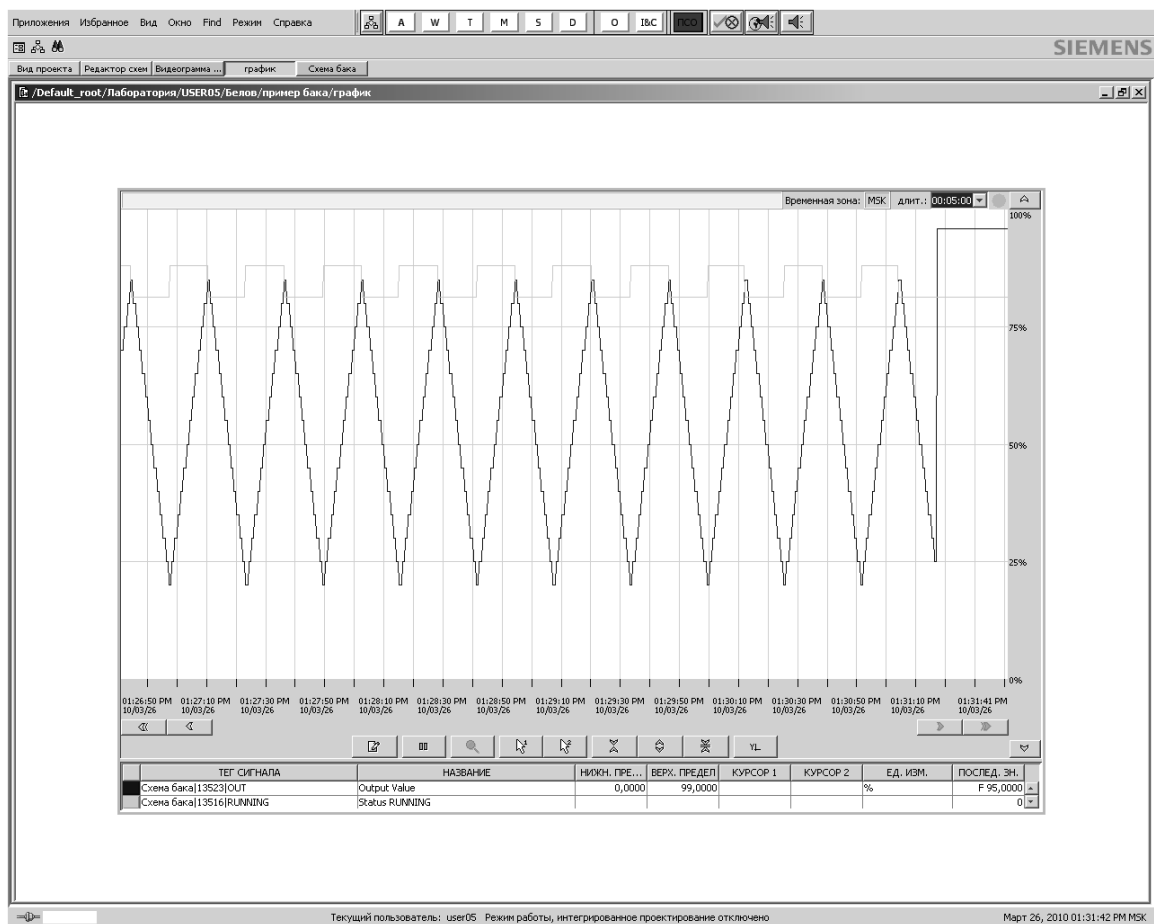 Приложения Избранное Вид Окно Find Режим Справка A W T M S D O I&C ПСО
SIEMENS
Вид проекта Редактор схем Видеограмма ... график Схема бака
/Default_root/Лаборатория/USER05/Белов/пример бака/график
Временная зона: MSK длит.: 00:05:00
100%
75%
50%
25%
0%
01:26:50 PM 01:27:10 PM 01:27:30 PM 01:27:50 PM 01:28:10 PM 01:28:30 PM 01:28:50 PM 01:29:10 PM 01:29:30 PM 01:29:50 PM 01:30:10 PM 01:30:30 PM 01:30:50 PM 01:31:10 PM 01:31:41 PM
10/03/26 10/03/26 10/03/26 10/03/26 10/03/26 10/03/26 10/03/26 10/03/26 10/03/26 10/03/26 10/03/26 10/03/26 10/03/26 10/03/26 10/03/26
1 2 YL
ТЕГ СИГНАЛА НАЗВАНИЕ НИЖН. ПРЕ... ВЕРХ. ПРЕДЕЛ КУРСОР 1 КУРСОР 2 ЕД. ИЗМ. ПОСЛЕД. ЗН.
Схема бака|13523|OUT Output Value 0,0000 99,0000 % F 95,0000
Схема бака|13516|RUNNING Status RUNNING 0
Текущий пользователь: user05 Режим работы, интегрированное проектирование отключено Март 26, 2010 01:31:42 PM MSK